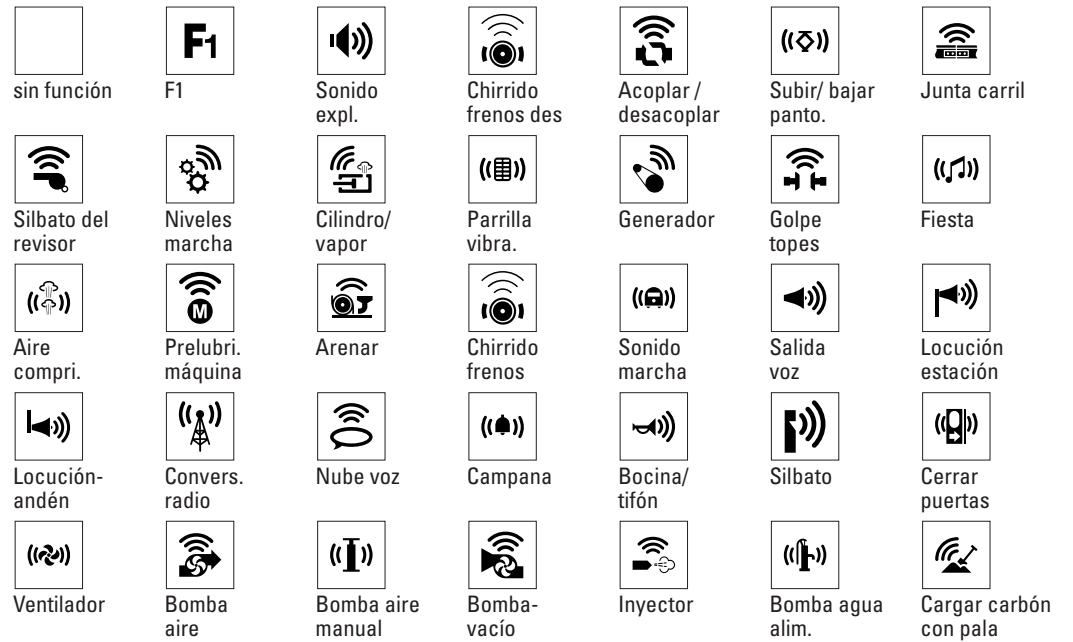 F1
sin función
F1
Sonido
expl.
Chirrido
frenos des
Acoplar /
desacoplar
Subir/ bajar
panto.
Junta carril
Silbato del
revisor
Niveles
marcha
Cilindro/
vapor
Parrilla
vibra.
Generador
Golpe
topes
Fiesta
M
Aire
compri.
Prelubri.
máquina
Arenar
Chirrido
frenos
Sonido
marcha
Salida
voz
Locución
estación
Locución-
andén
Convers.
radio
Nube voz
Campana
Bocina/
tifón
Silbato
Cerrar
puertas
Ventilador
Bomba
aire
Bomba aire
manual
Bomba-
vacío
Inyector
Bomba agua
alim.
Cargar carbón
con pala